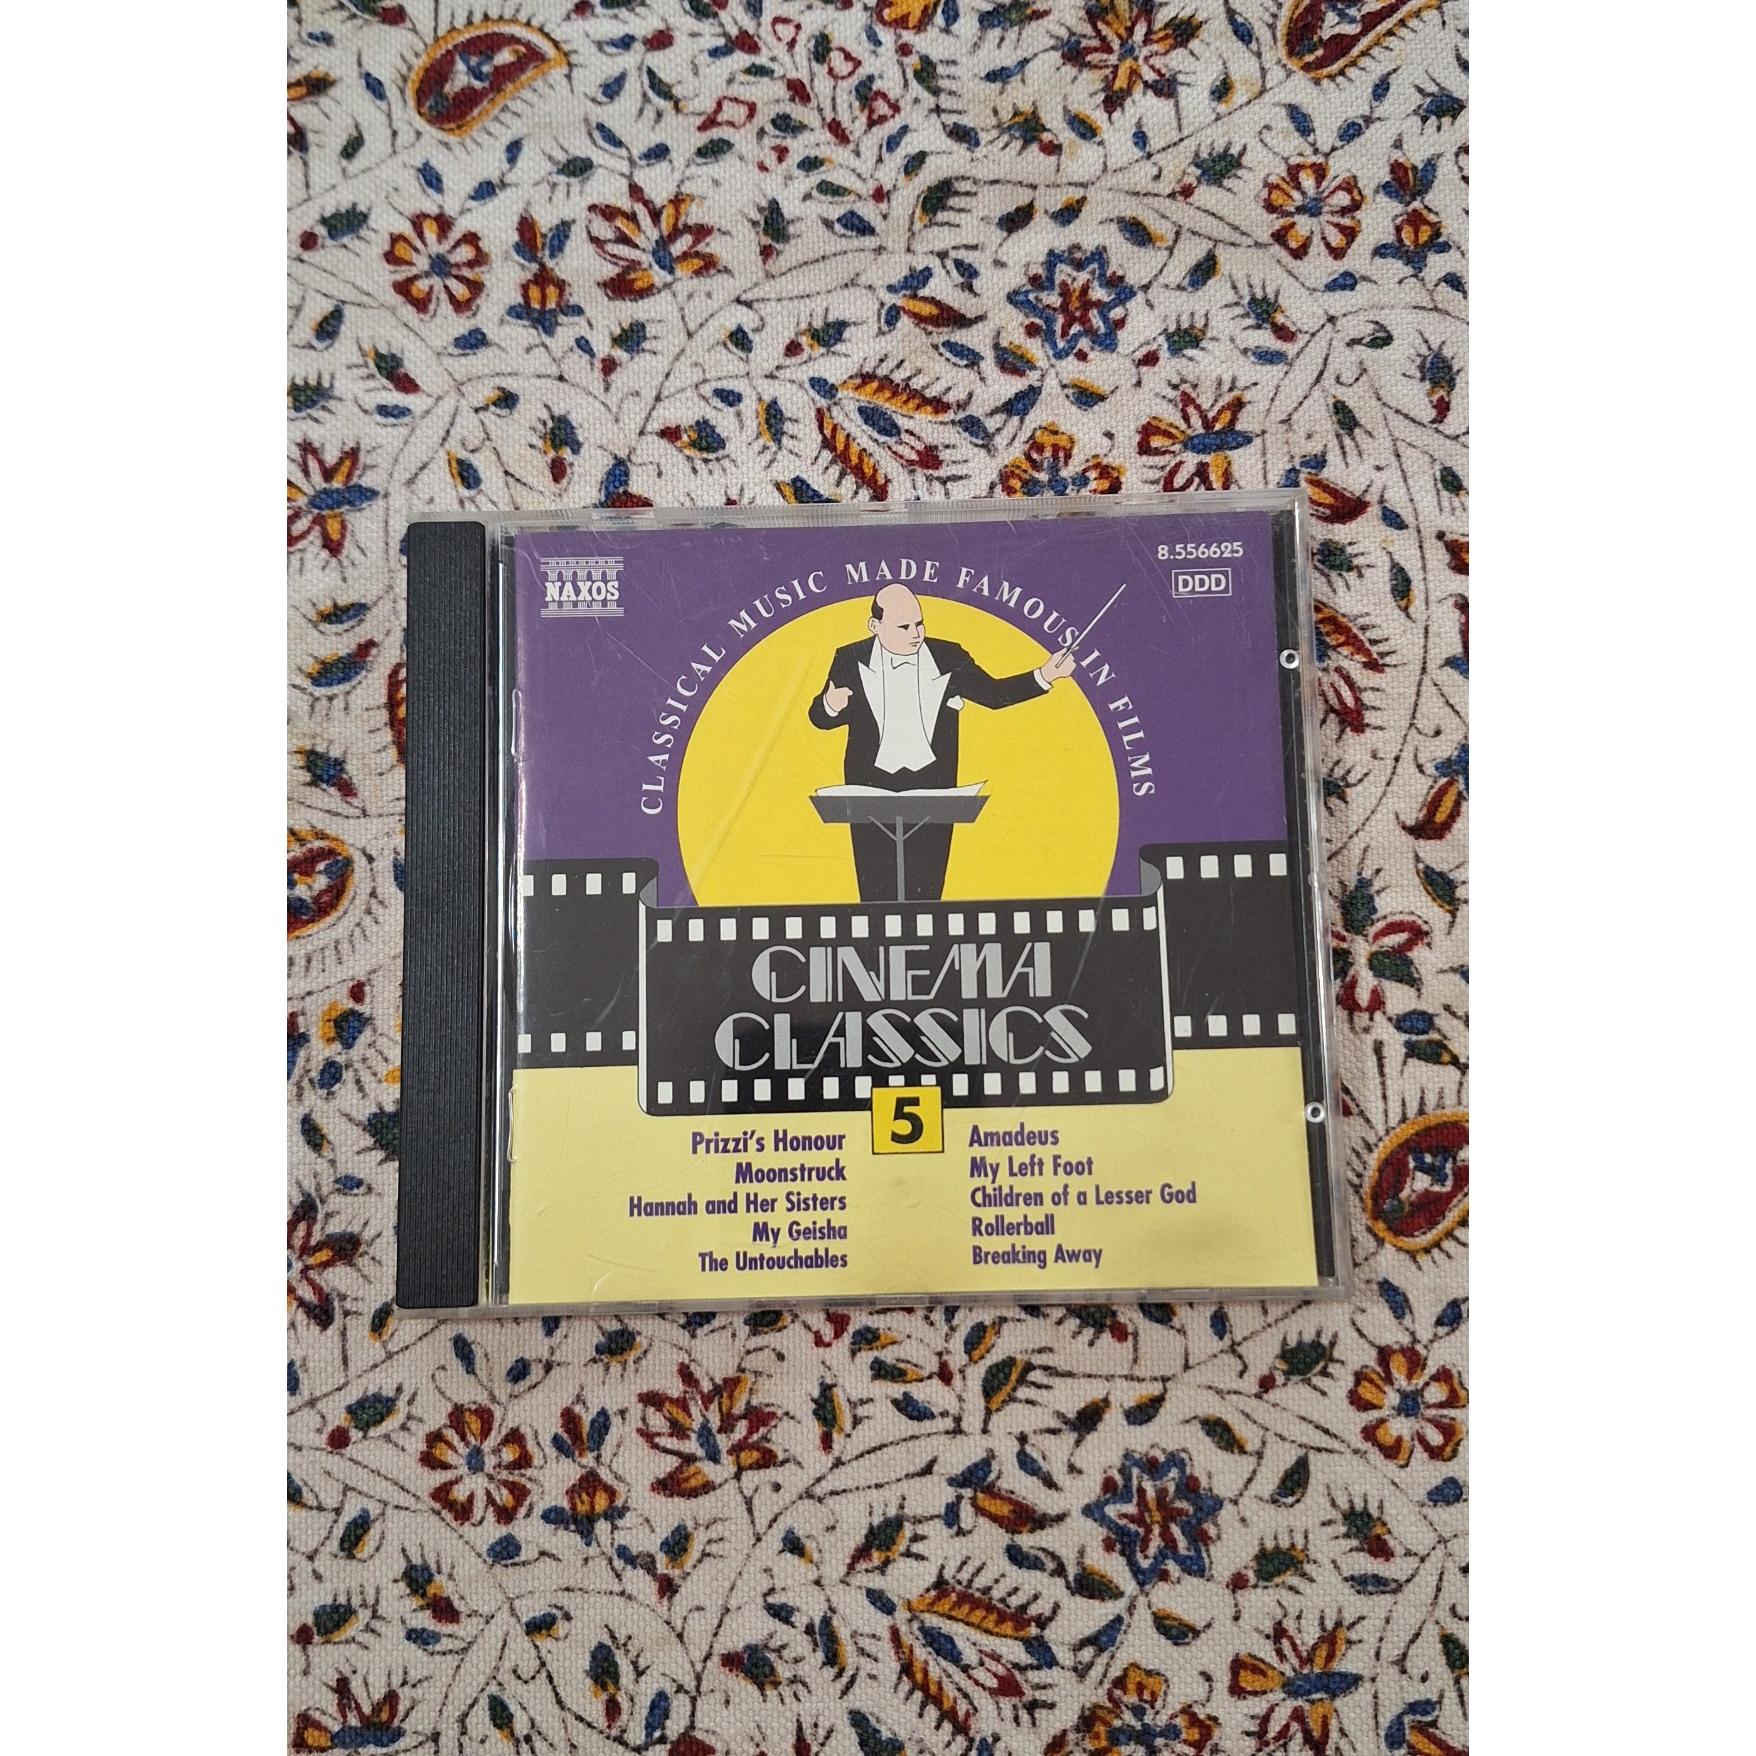 NAXOS
8.556625
DDD
CLASSICAL MUSIC MADE FAMOUS IN FILMS
CINEMA
CLASSICS
5
Prizzi's Honour
Moonstruck
Hannah and Her Sisters
My Geisha
The Untouchables
Amadeus
My Left Foot
Children of a Lesser God
Rollerball
Breaking Away